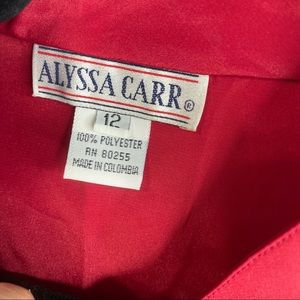 ALYSSA CARR®
12
100% POLYESTER
RN 80255
MADE IN COLOMBIA